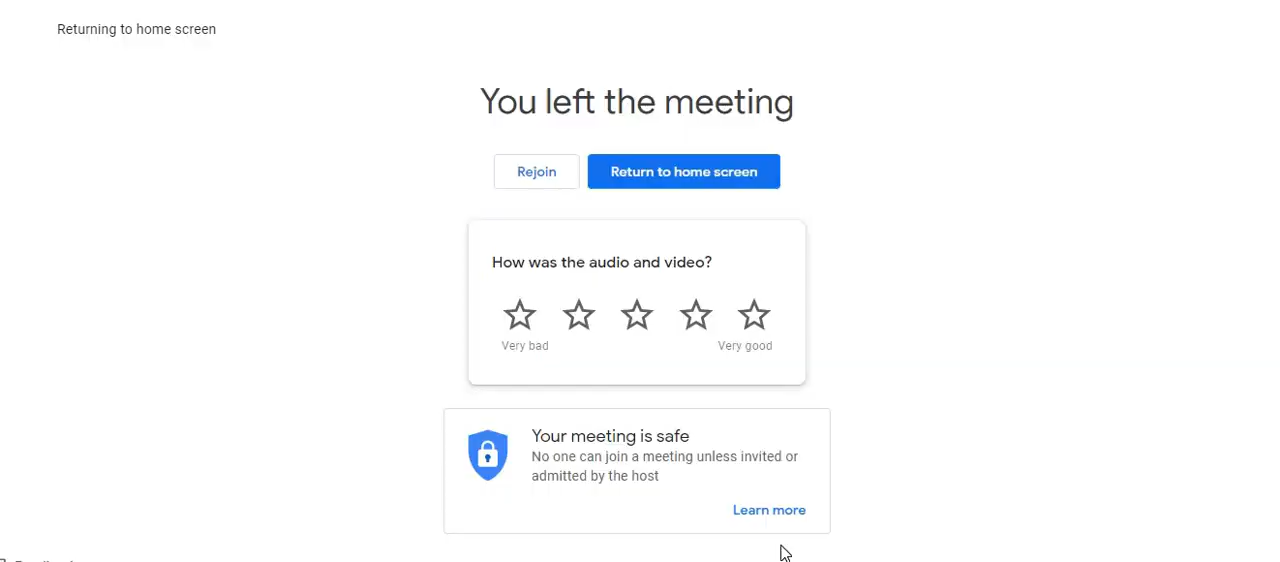 Returning to home screen
You left the meeting
Rejoin
Return to home screen
How was the audio and video?
Very bad
Very good
Your meeting is safe
No one can join a meeting unless invited or
admitted by the host
Learn more